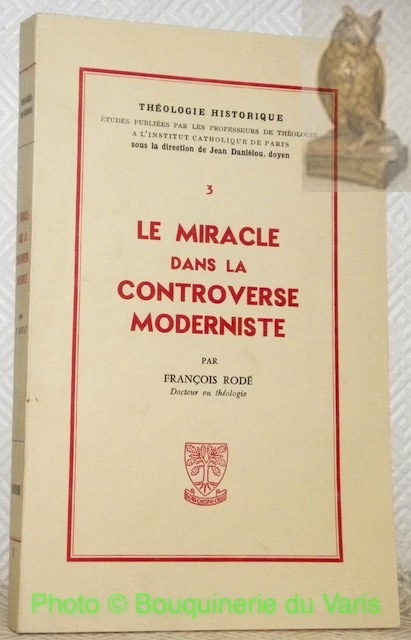 THÉOLOGIE HISTORIQUE
ÉTUDES PUBLIÉES PAR LES PROFESSEURS DE THÉOLOGIE
A L'INSTITUT CATHOLIQUE DE PARIS
sous la direction de Jean Daniélou, doyen
3
LE MIRACLE
DANS LA
CONTROVERSE
MODERNISTE
PAR
FRANÇOIS RODÉ
Docteur en théologie
Photo © Bouquinerie du Varis